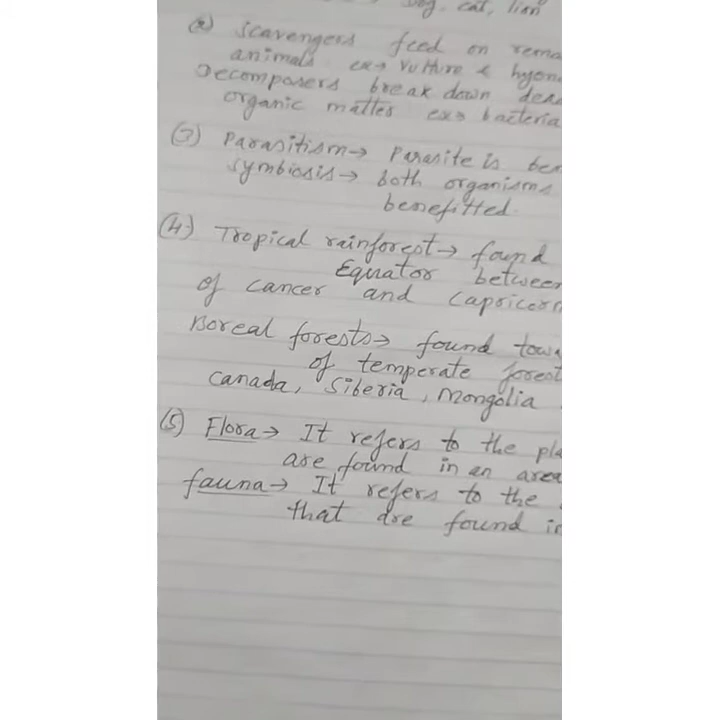 Dog, cat, lion
(2) Scavengers feed on rema
animals ex→ Vulture & hyen
Decomposers break down dea
organic matter ex→ bacteria
(3) Parasitism→ Parasite is ben
Symbiosis→ both organisms
benefitted.
(4) Tropical rainforest→ found
Equator between
of cancer and capricorn
Boreal forests→ found towa
of temperate forest
Canada, Siberia, Mongolia
(5) Flora→ It refers to the pla
are found in an area
fauna→ It refers to the
that are found in